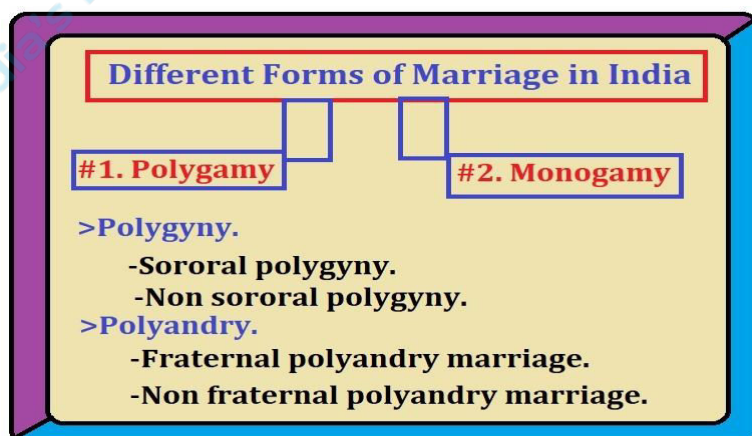 Different Forms of Marriage in India
#1. Polygamy
#2. Monogamy
>Polygyny.
-Sororal polygyny.
-Non sororal polygyny.
>Polyandry.
-Fraternal polyandry marriage.
-Non fraternal polyandry marriage.